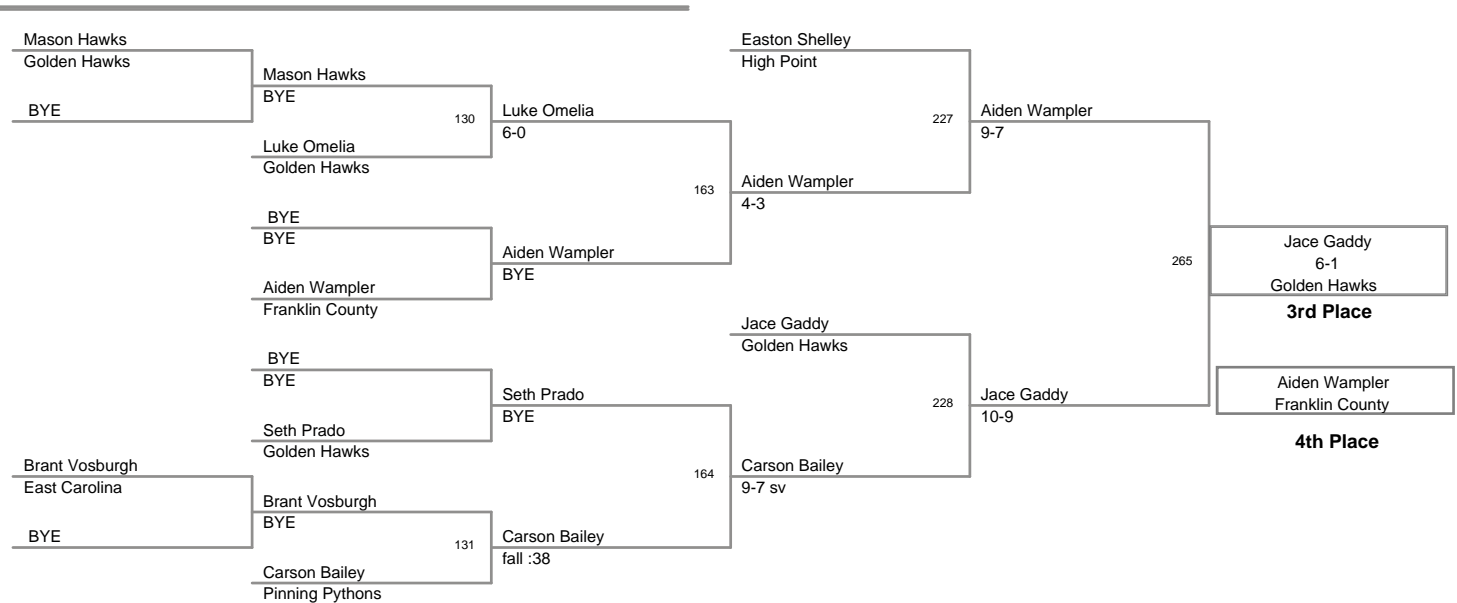 Mason Hawks
Golden Hawks
BYE
Mason Hawks
BYE
130
Luke Omelia
Golden Hawks
Luke Omelia
6-0
BYE
BYE
Aiden Wampler
Franklin County
Aiden Wampler
BYE
163
Aiden Wampler
4-3
Easton Shelley
High Point
227
Aiden Wampler
9-7
BYE
BYE
Seth Prado
Golden Hawks
Seth Prado
BYE
Brant Vosburgh
East Carolina
BYE
Brant Vosburgh
BYE
131
Carson Bailey
Pinning Pythons
Carson Bailey
fall :38
164
Carson Bailey
9-7 sv
Jace Gaddy
Golden Hawks
228
Jace Gaddy
10-9
265
Jace Gaddy
6-1
Golden Hawks
3rd Place
Aiden Wampler
Franklin County
4th Place